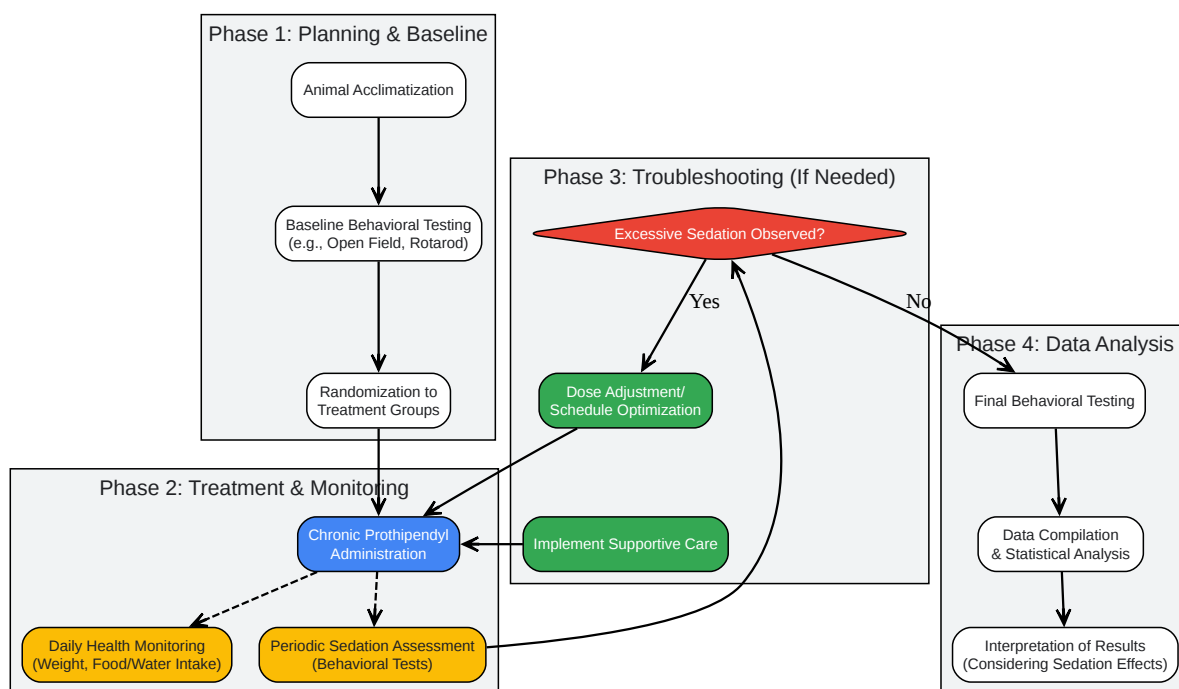 Phase 1: Planning & Baseline
Animal Acclimatization
Baseline Behavioral Testing
(e.g., Open Field, Rotarod)
Randomization to
Treatment Groups
Phase 2: Treatment & Monitoring
Chronic Prothipendyl
Administration
Daily Health Monitoring
(Weight, Food/Water Intake)
Periodic Sedation Assessment
(Behavioral Tests)
Phase 3: Troubleshooting (If Needed)
Excessive Sedation Observed?
Yes
No
Dose Adjustment/
Schedule Optimization
Implement Supportive Care
Phase 4: Data Analysis
Final Behavioral Testing
Data Compilation
& Statistical Analysis
Interpretation of Results
(Considering Sedation Effects)